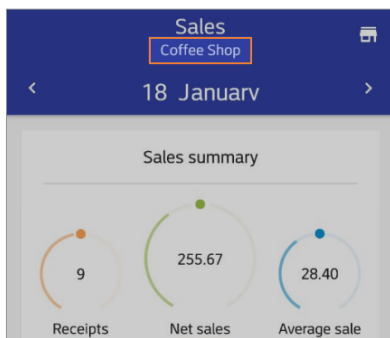 Sales
Coffee Shop
18 January
Sales summary
9
255.67
28.40
Receipts
Net sales
Average sale